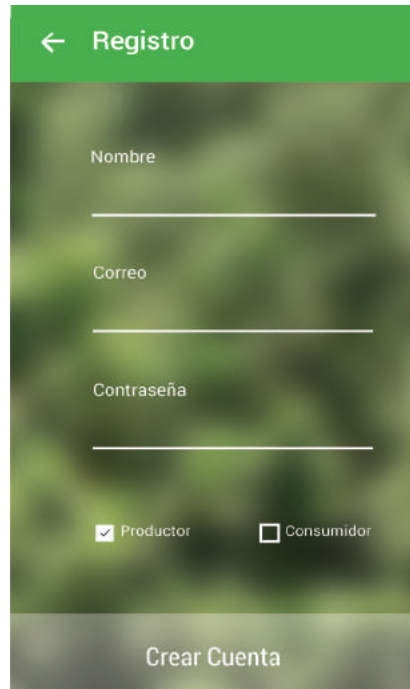 Registro
Nombre
Correo
Contraseña
Productor Consumidor
Crear Cuenta